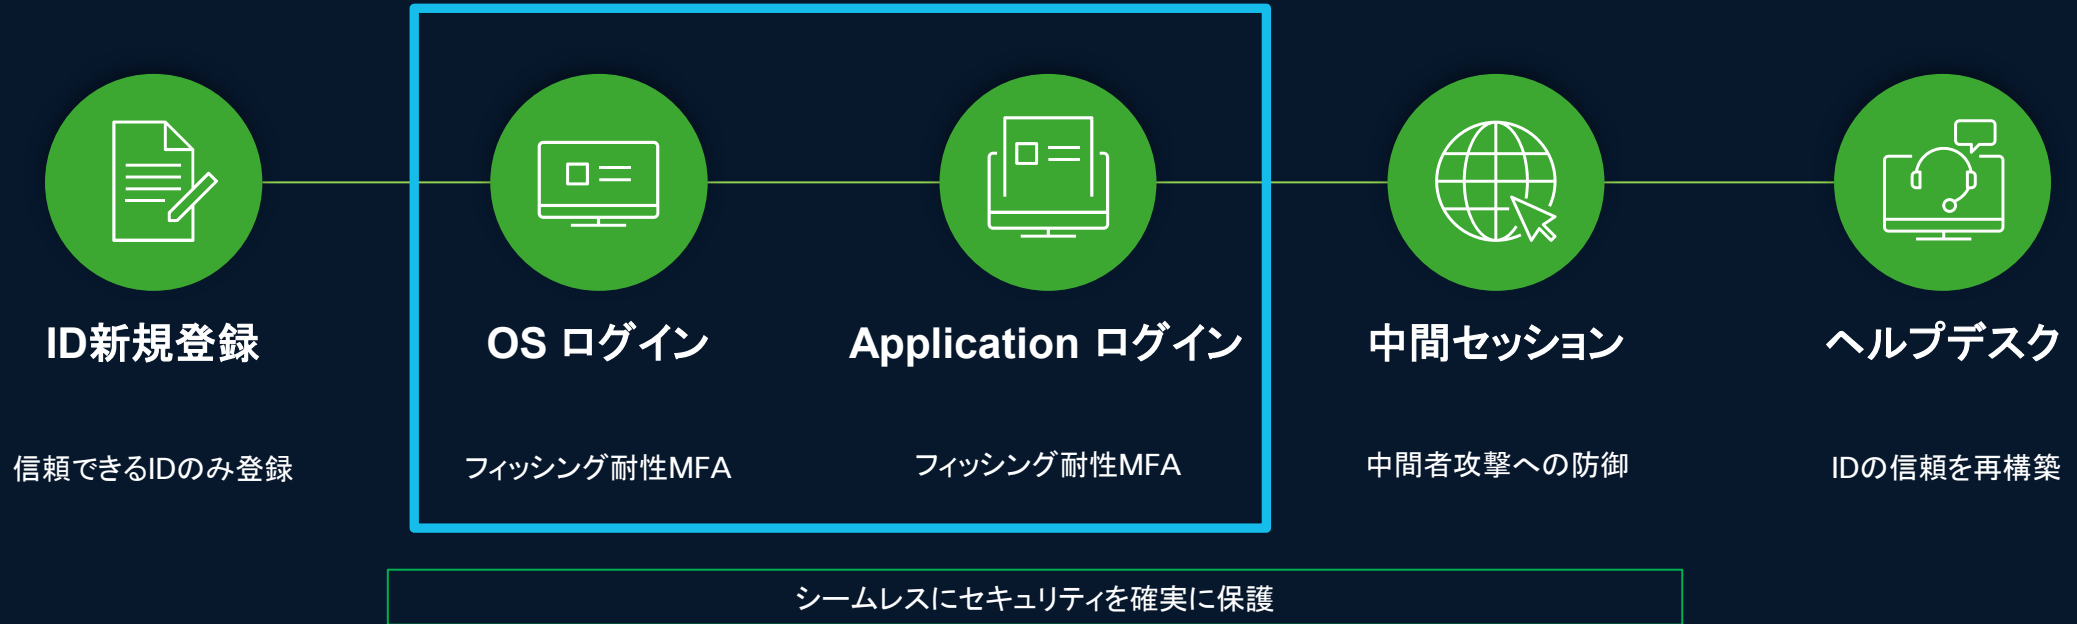 ID新規登録
OS ログイン
Application ログイン
中間セッション
ヘルプデスク
信頼できるIDのみ登録
フィッシング耐性MFA
フィッシング耐性MFA
中間者攻撃への防御
IDの信頼を再構築
シームレスにセキュリティを確実に保護